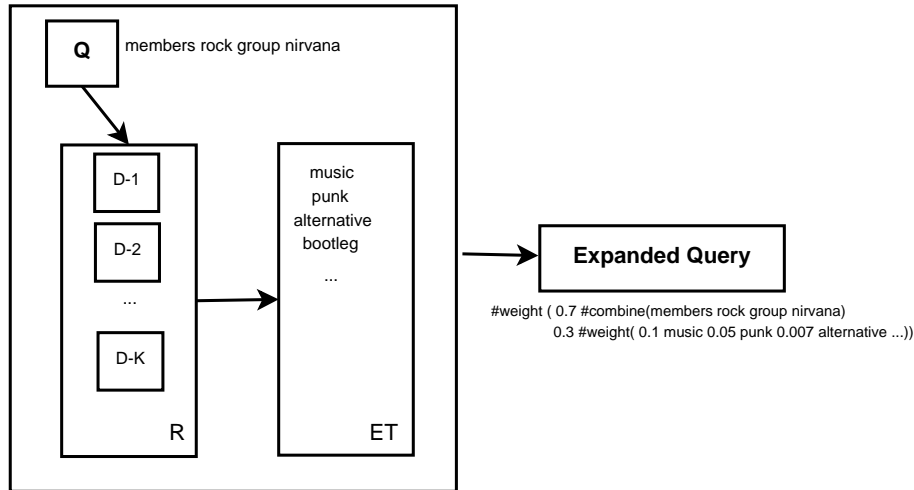 Q
members rock group nirvana
D-1
D-2
...
D-K
R
music
punk
alternative
bootleg
...
ET
Expanded Query
#weight ( 0.7 #combine(members rock group nirvana)
0.3 #weight( 0.1 music 0.05 punk 0.007 alternative ...))